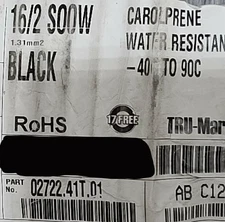 16/2 SOOW
CAROLPRENE
1.31mm2
WATER RESISTAN
BLACK
-40C TO 90C
RoHS
17 FREE
TRU-Mar
PART
No. 02722.41T.01
AB C12